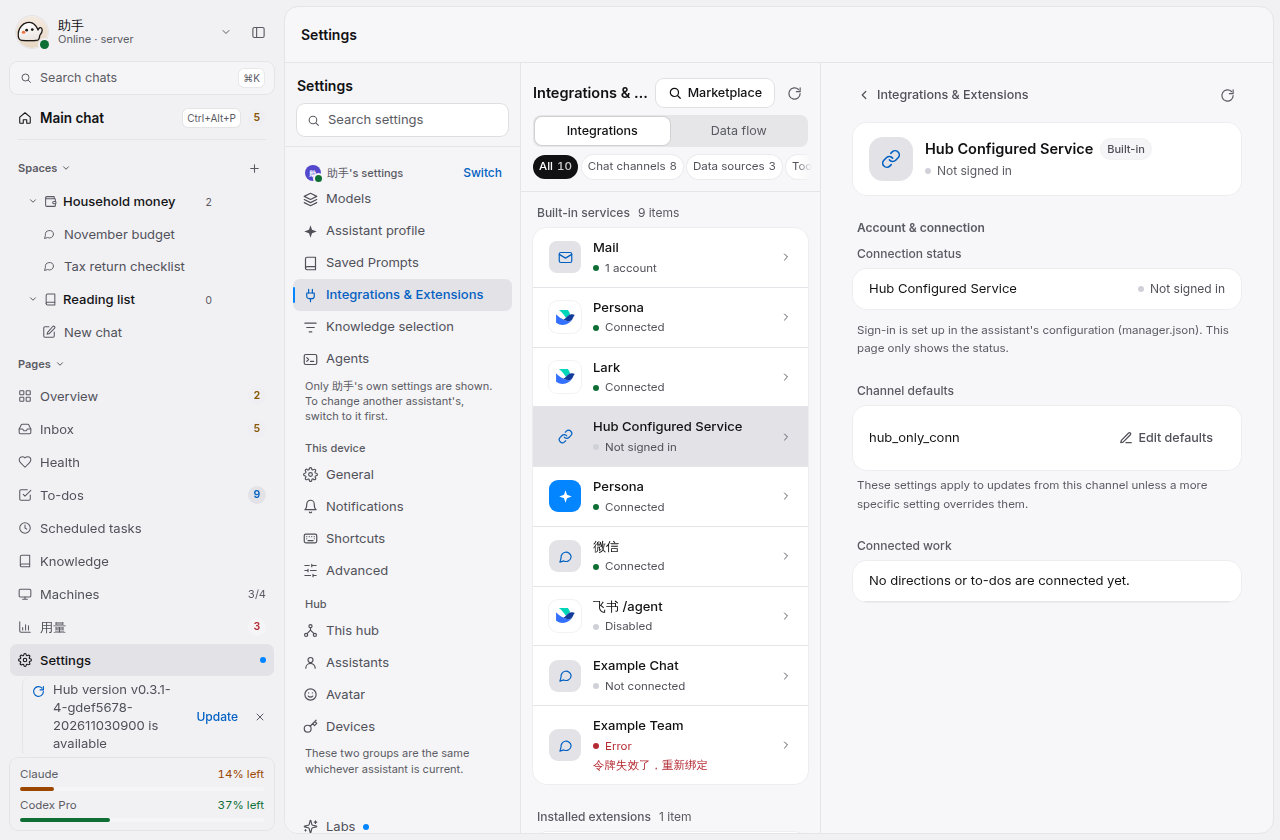 助手
Online · server
Search chats
⌘K
Main chat
Ctrl+Alt+P
5
Spaces
Household money
2
November budget
Tax return checklist
Reading list
0
New chat
Pages
Overview
2
Inbox
5
Health
To-dos
9
Scheduled tasks
Knowledge
Machines
3/4
用量
3
Settings
Hub version v0.3.1-
4-gdef5678-
202611030900 is
available
Update
Claude
14% left
Codex Pro
37% left
Settings
Settings
Search settings
助手's settings
Switch
Models
Assistant profile
Saved Prompts
Integrations & Extensions
Knowledge selection
Agents
Only 助手's own settings are shown.
To change another assistant's,
switch to it first.
This device
General
Notifications
Shortcuts
Advanced
Hub
This hub
Assistants
Avatar
Devices
These two groups are the same
whichever assistant is current.
Labs
Integrations & ...
Marketplace
Integrations
Data flow
All 10
Chat channels 8
Data sources 3
Built-in services 9 items
Mail
1 account
Persona
Connected
Lark
Connected
Hub Configured Service
Not signed in
Persona
Connected
微信
Connected
飞书 /agent
Disabled
Example Chat
Not connected
Example Team
Error
令牌失效了，重新绑定
Installed extensions 1 item
Integrations & Extensions
Hub Configured Service
Built-in
Not signed in
Account & connection
Connection status
Hub Configured Service
Not signed in
Sign-in is set up in the assistant's configuration (manager.json). This
page only shows the status.
Channel defaults
hub_only_conn
Edit defaults
These settings apply to updates from this channel unless a more
specific setting overrides them.
Connected work
No directions or to-dos are connected yet.